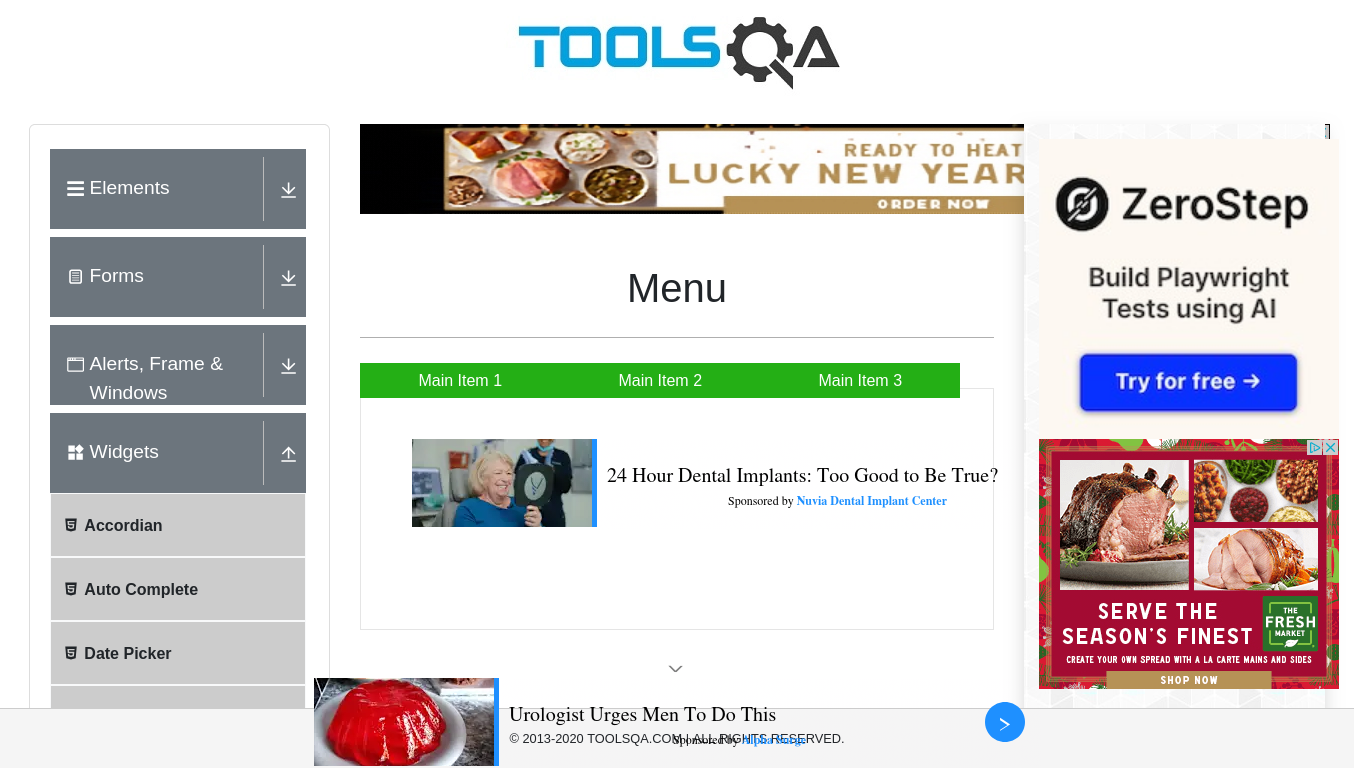 TOOLSQA
Elements
Forms
Alerts, Frame &
Windows
Widgets
Accordian
Auto Complete
Date Picker
READY TO HEAT
LUCKY NEW YEAR
ORDER NOW
Menu
Main Item 1
Main Item 2
Main Item 3
24 Hour Dental Implants: Too Good to Be True?
Sponsored by Nuvia Dental Implant Center
ZeroStep
Build Playwright
Tests using AI
Try for free →
SERVE THE
SEASON'S FINEST
THE
FRESH
MARKET
CREATE YOUR OWN SPREAD WITH A LA CARTE MAINS AND SIDES
SHOP NOW
Urologist Urges Men To Do This
Sponsored by
© 2013-2020 TOOLSQA.COM | ALL RIGHTS RESERVED.